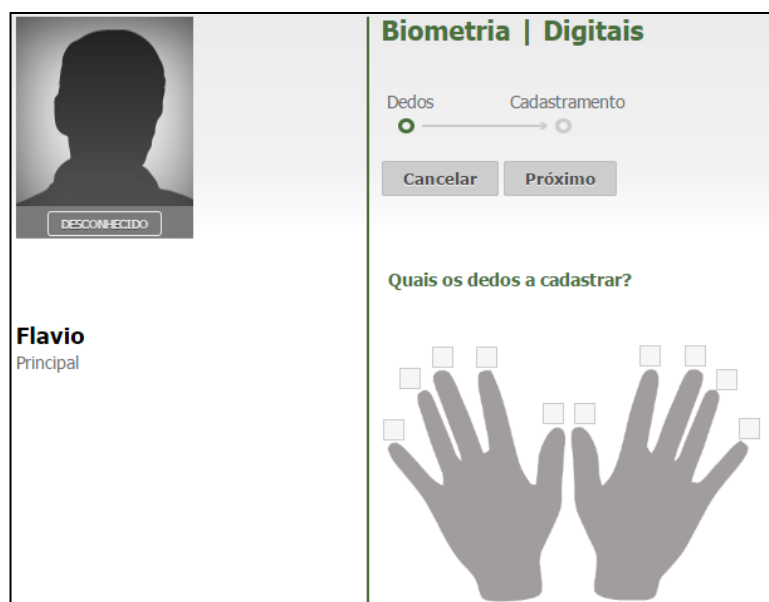 DESCONHECIDO
Flavio
Principal
Biometria | Digitais
Dedos Cadastramento
Cancelar Próximo
Quais os dedos a cadastrar?